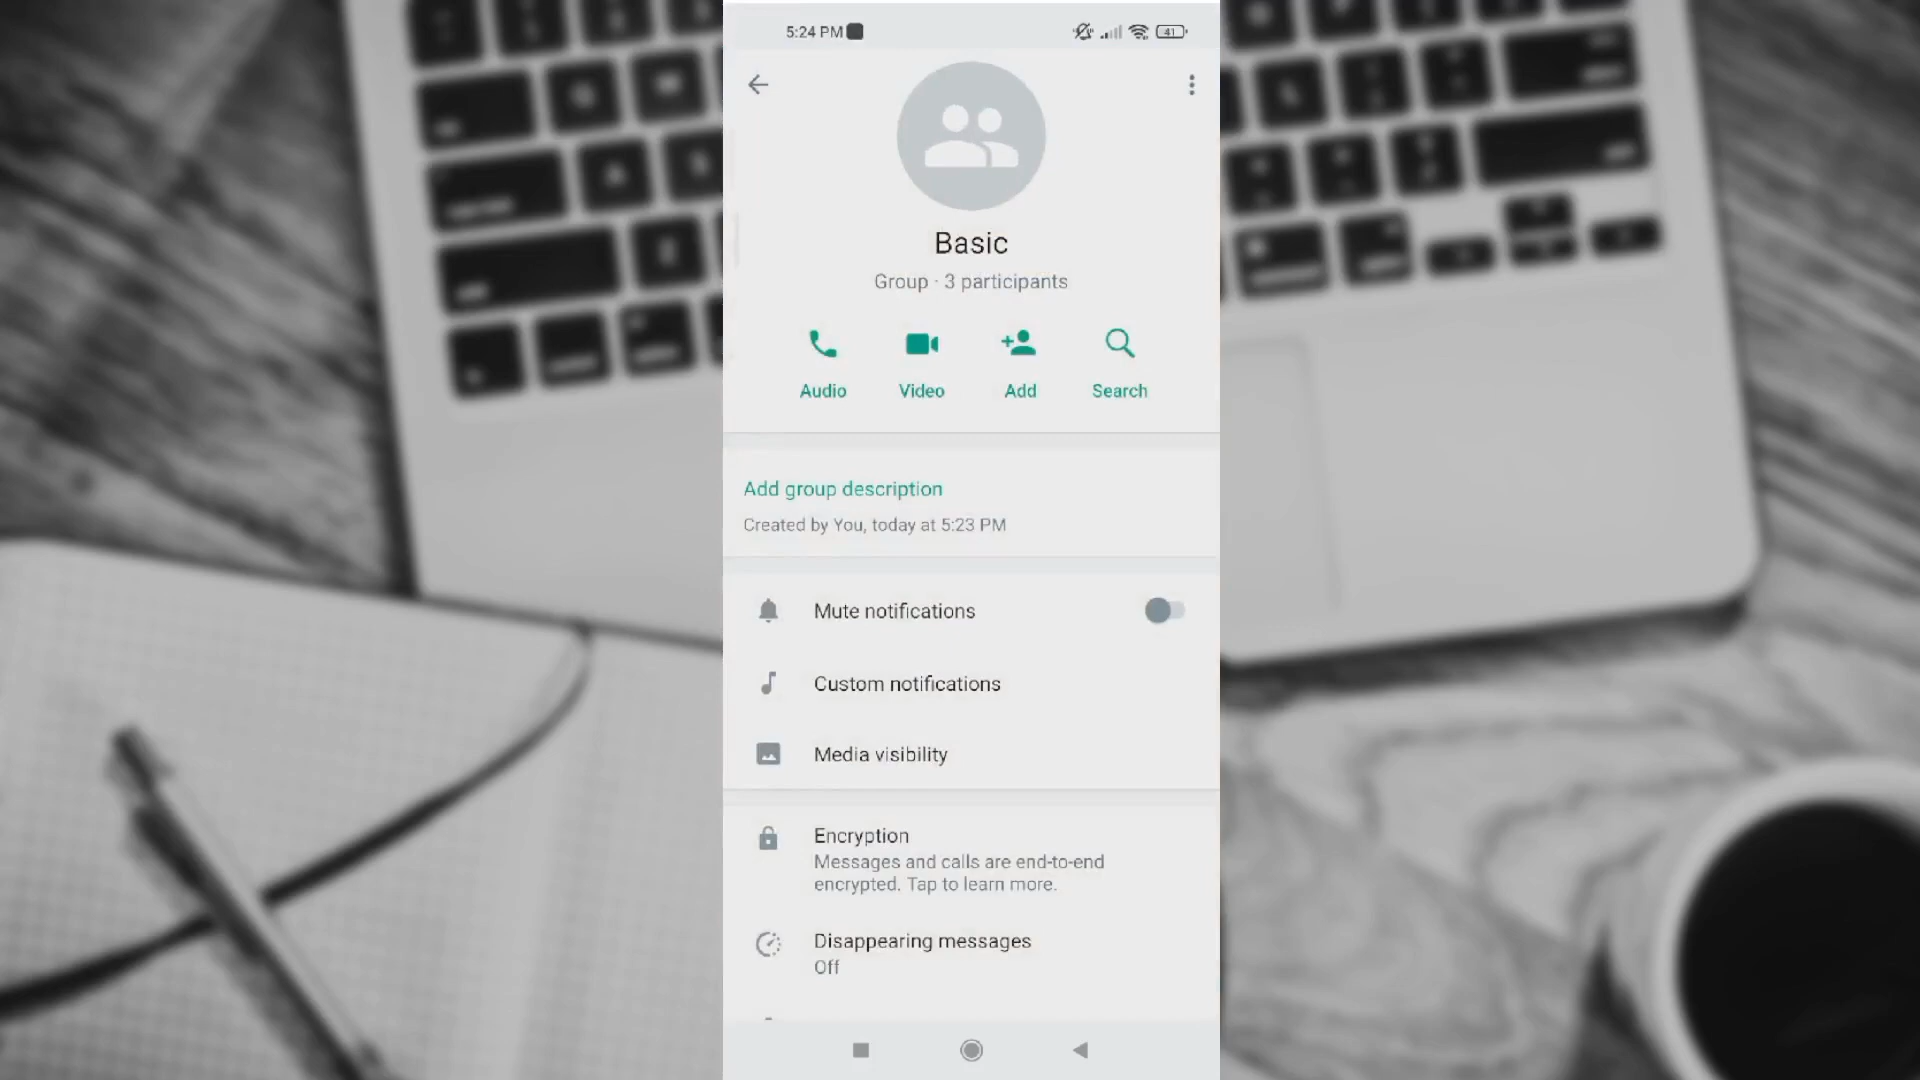 5:24 PM
41
Basic
Group · 3 participants
Audio Video Add Search
Add group description
Created by You, today at 5:23 PM
Mute notifications
Custom notifications
Media visibility
Encryption
Messages and calls are end-to-end
encrypted. Tap to learn more.
Disappearing messages
Off